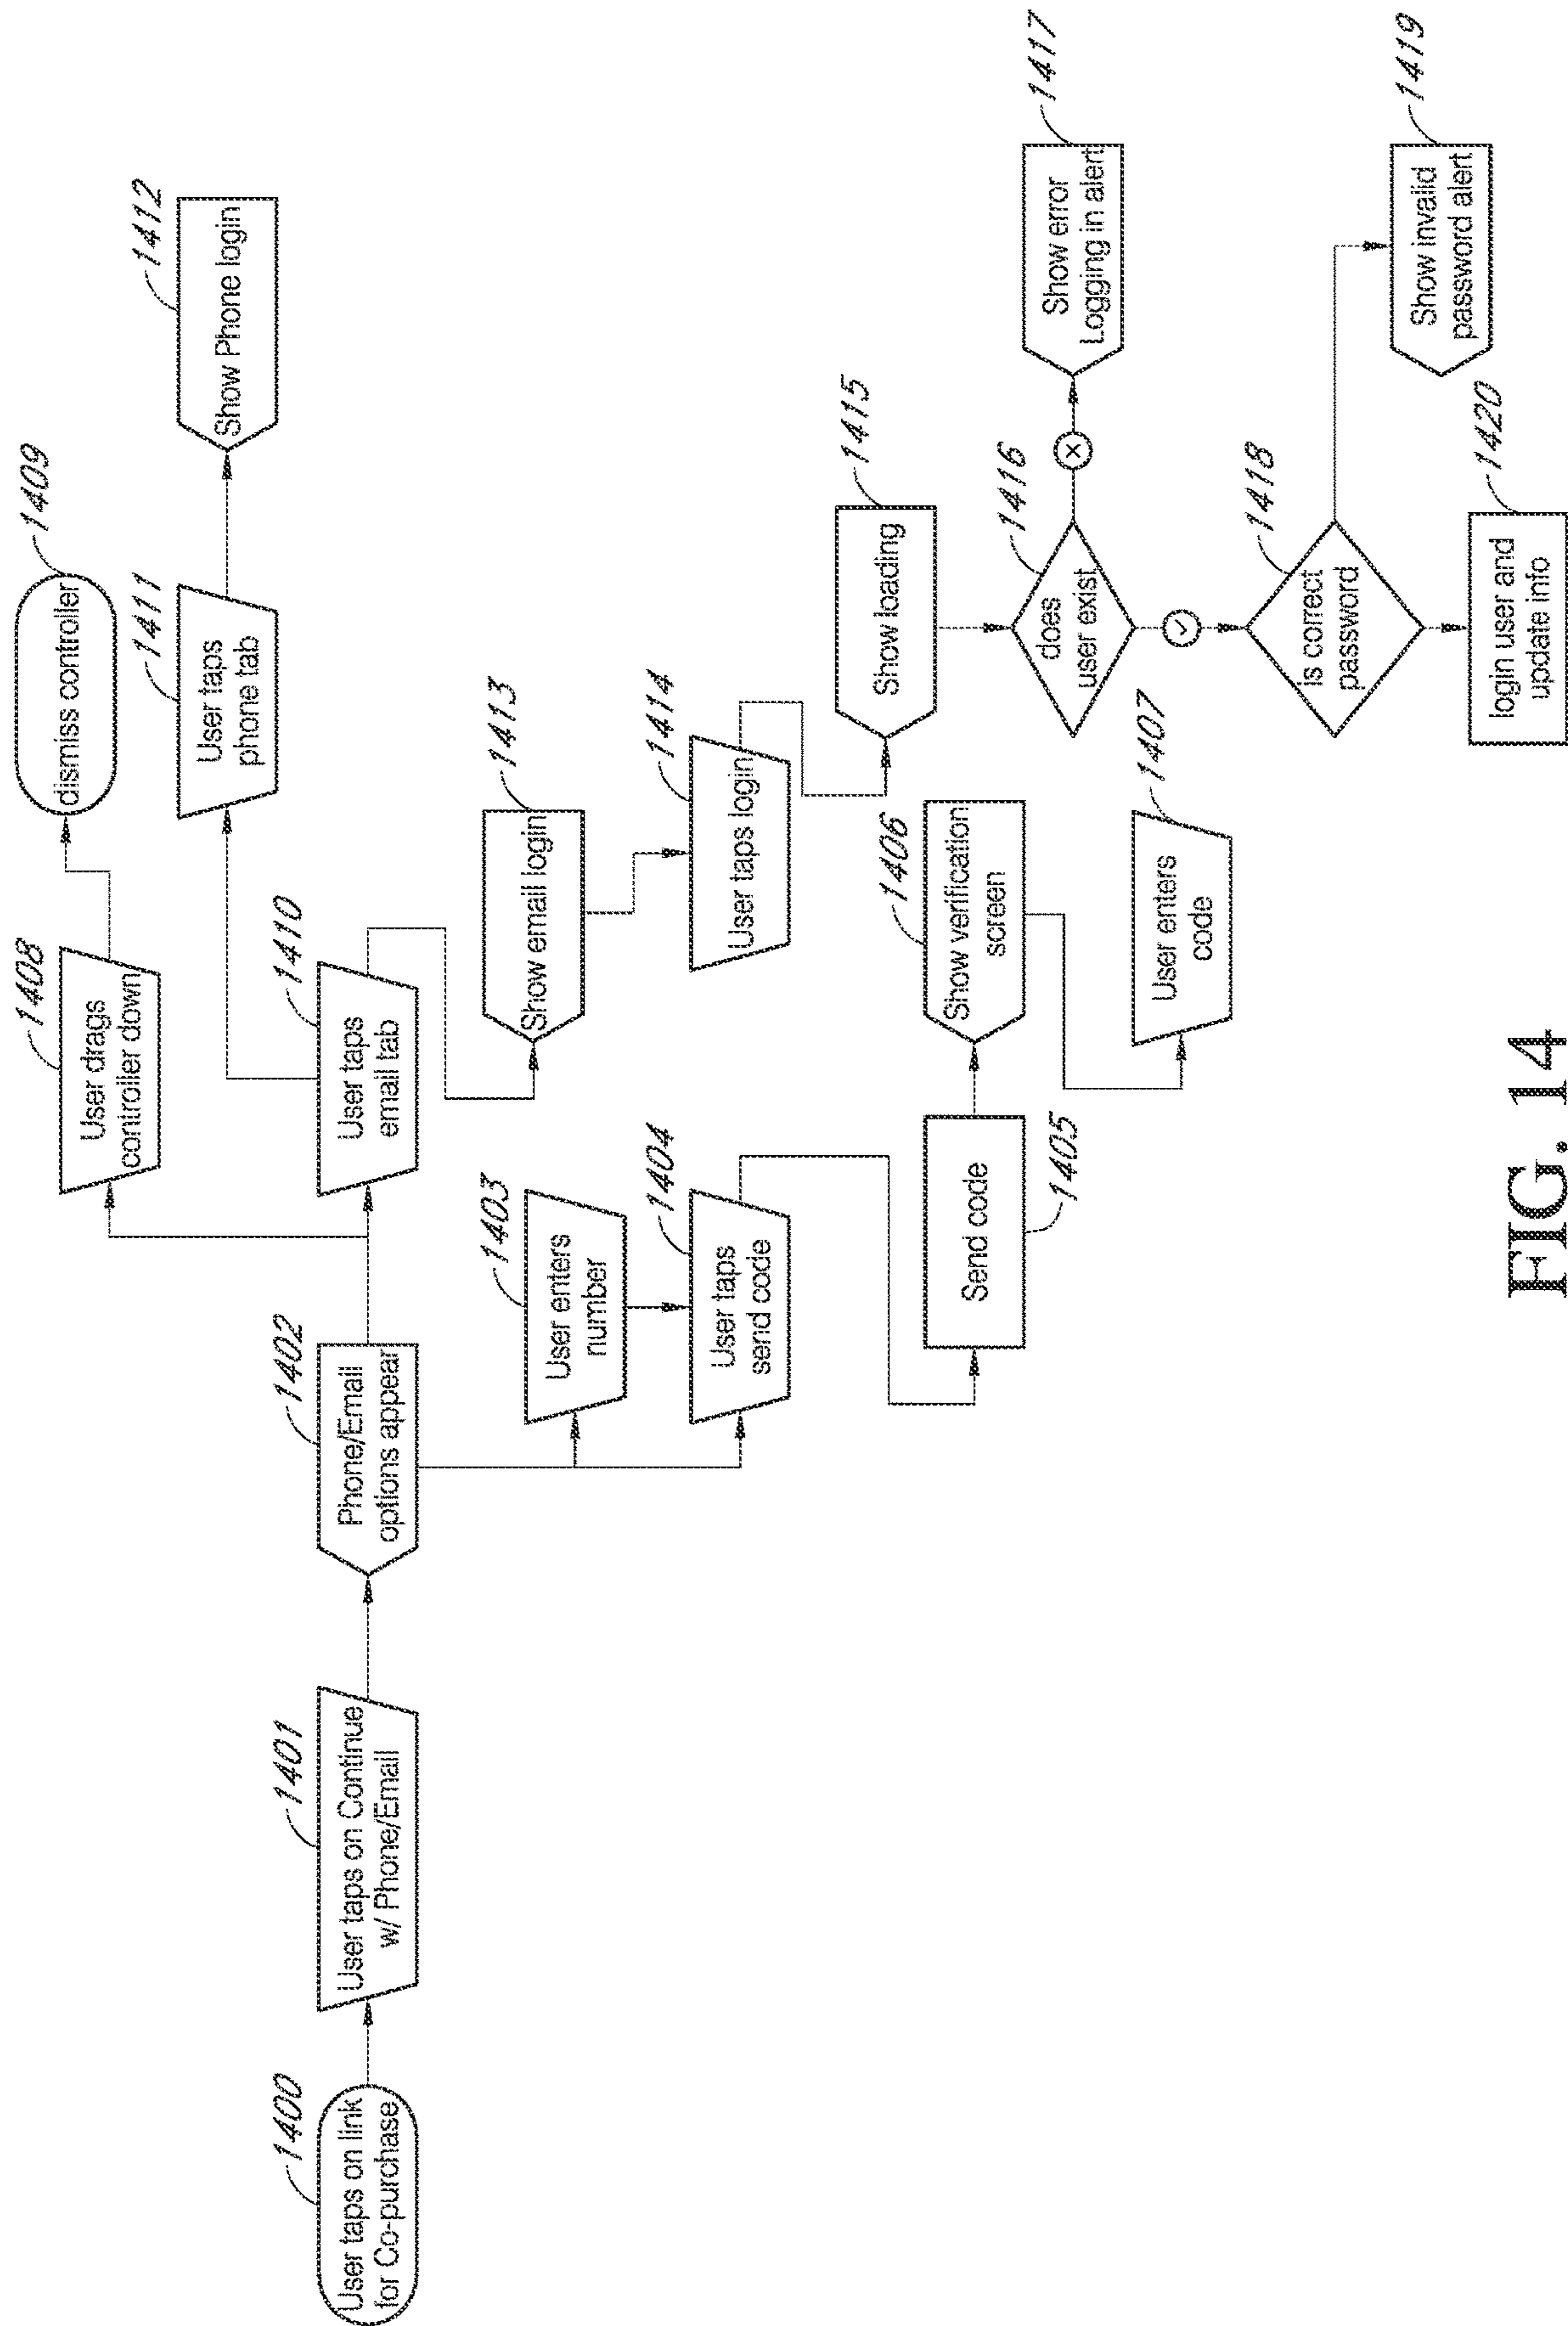 1400
User taps on link
for Co-purchase
1401
User taps on Continue
w/ Phone/Email
1402
Phone/Email
options appear
1403
User enters
number
1404
User taps
send code
Send code
1405
1406
Show verification
screen
1407
User enters
code
1408
User drags
controller down
1409
dismiss controller
1410
User taps
email tab
1411
User taps
phone tab
1412
Show Phone login
1413
Show email login
1414
User taps login
1415
Show loading
1416
does
user exist
1417
Show error
Logging in alert
1418
is correct
password
1419
Show invalid
password alert
1420
login user and
update info
FIG. 14